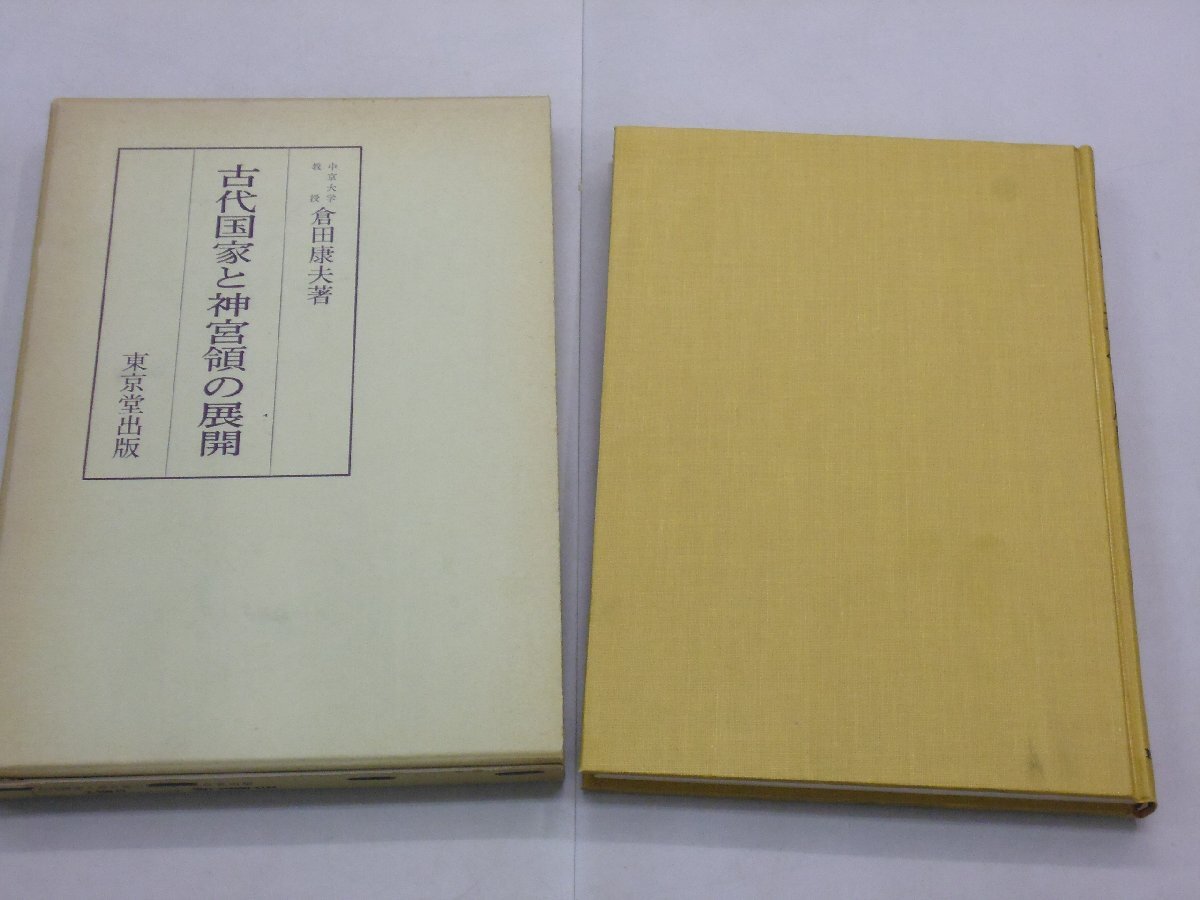 中京大学
教授
倉田康夫著
古代国家と神宮領の展開
東京堂出版